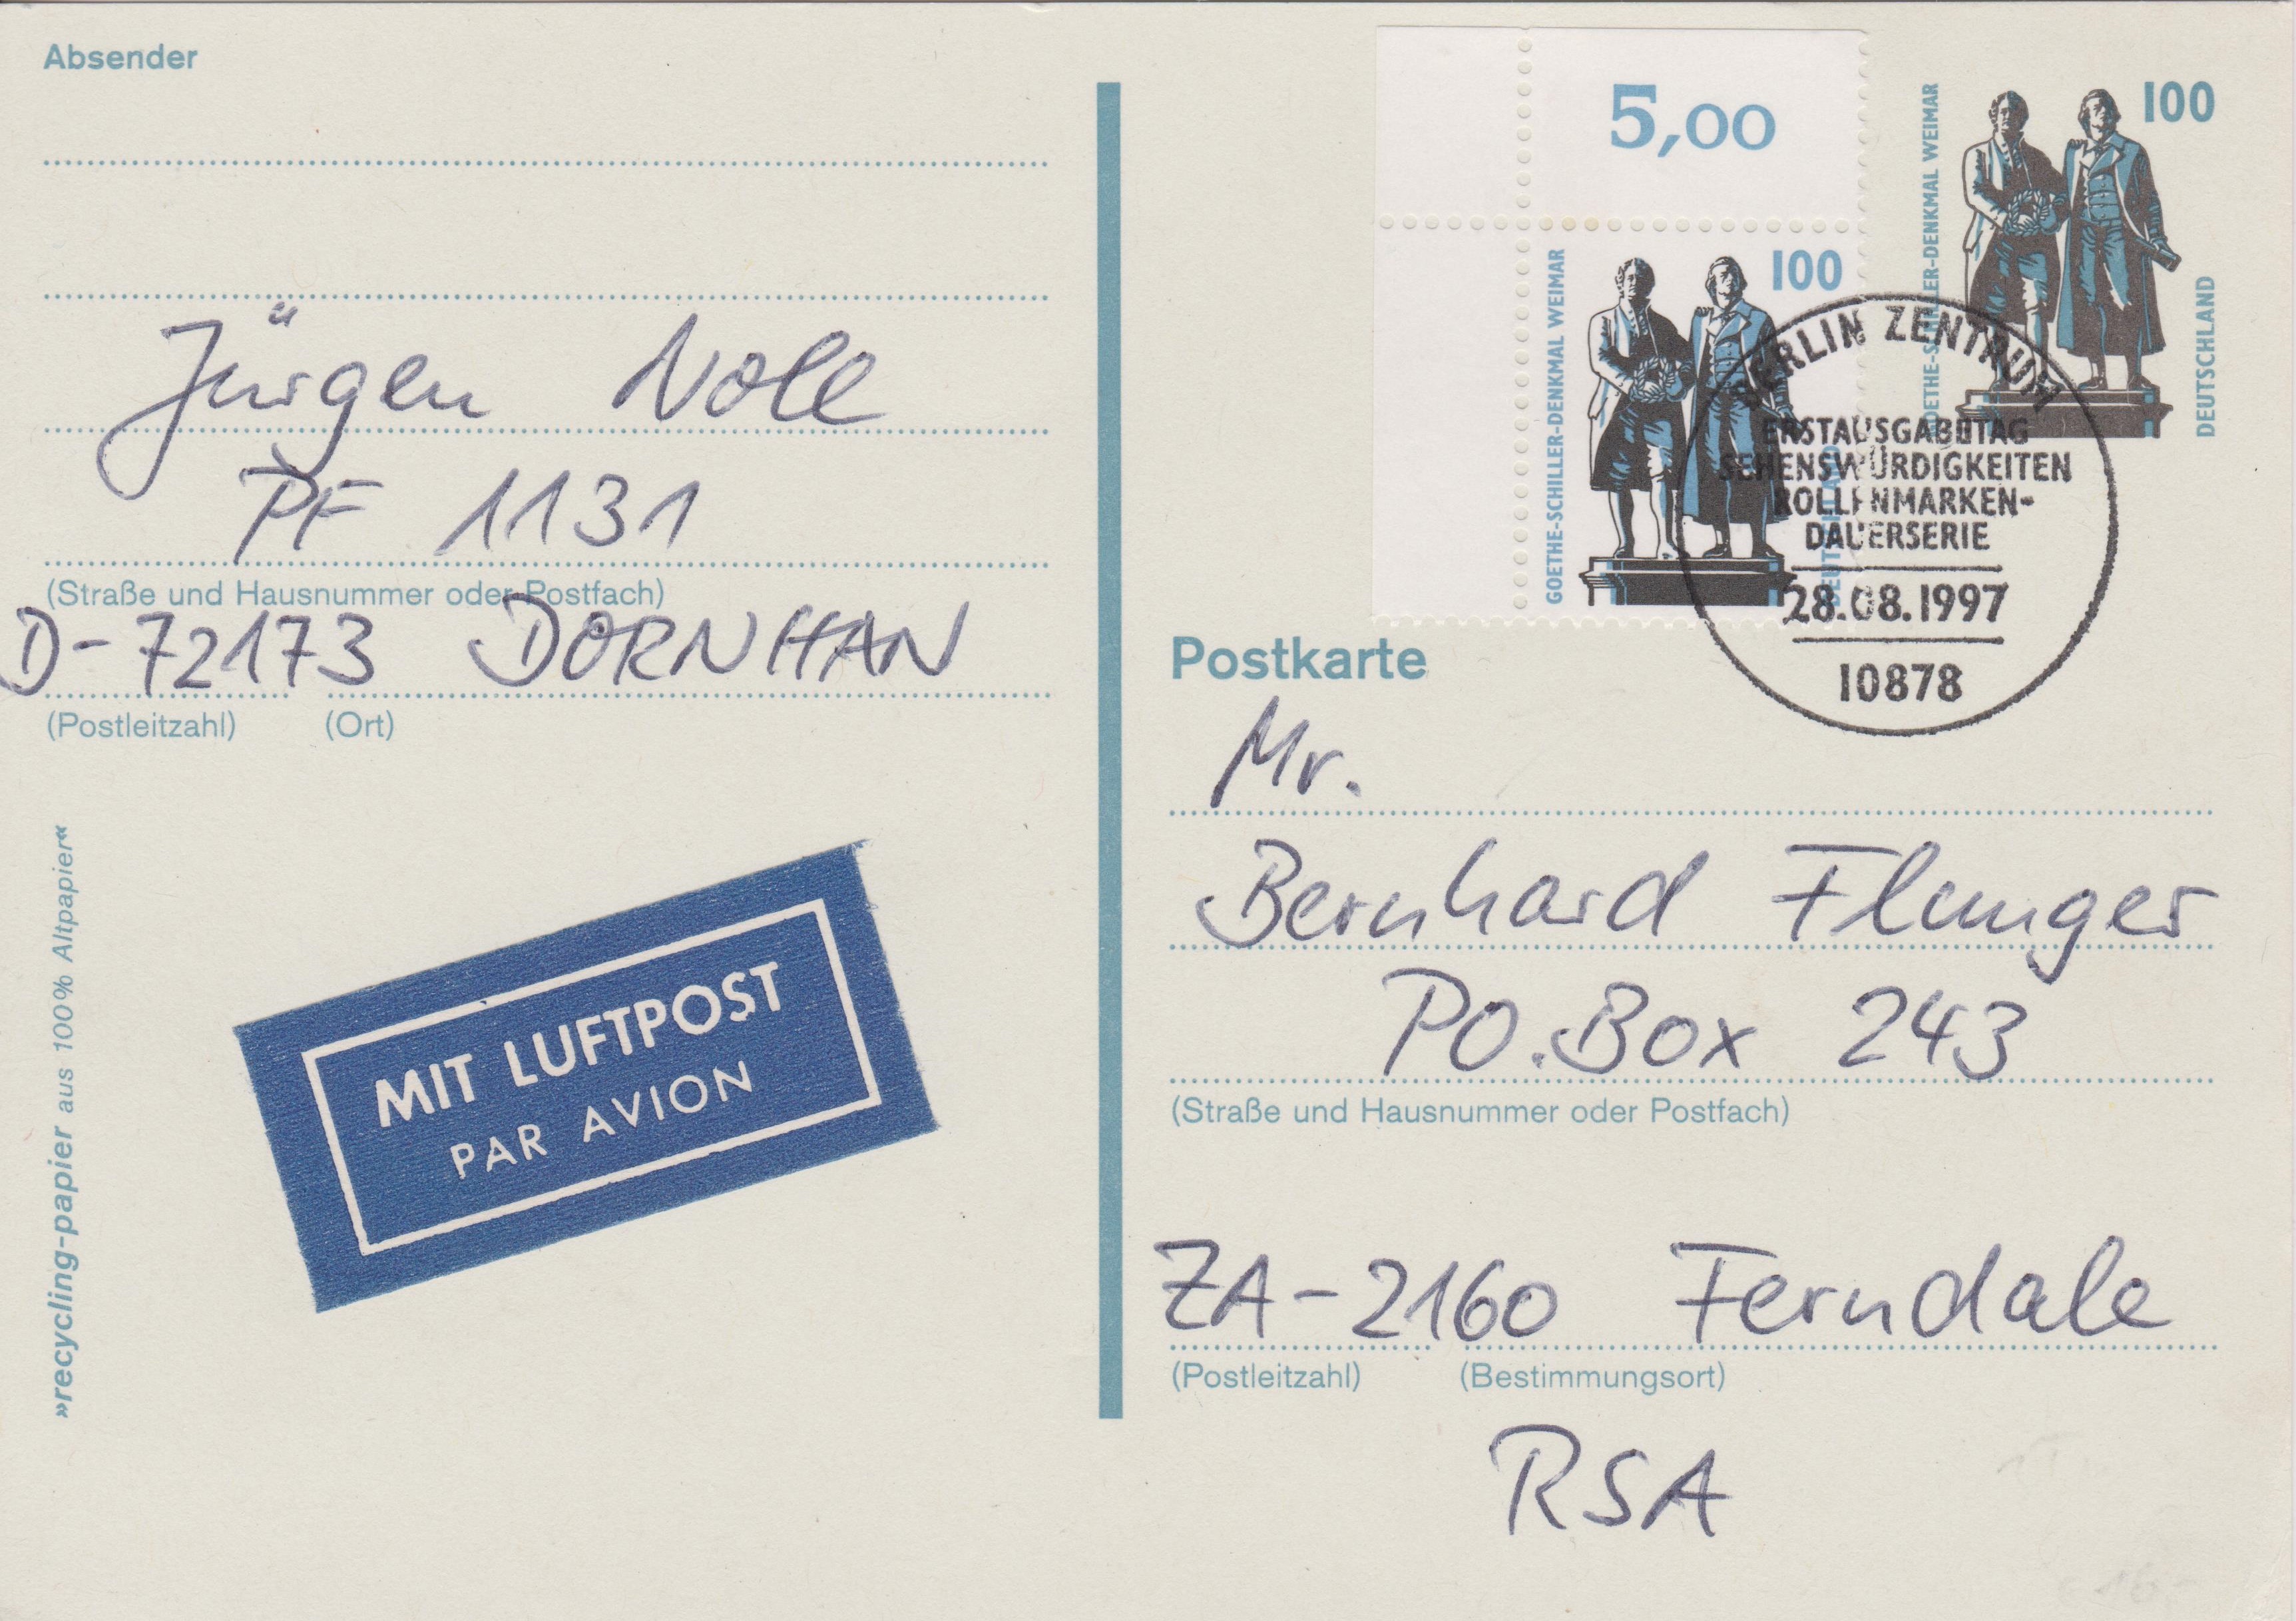 Absender
Jürgen Noll
PF 1131
(Straße und Hausnummer oder Postfach)
D-72173 DORNHAN
(Postleitzahl) (Ort)
»recycling-papier aus 100% Altpapier«
MIT LUFTPOST
PAR AVION
5,00
100
GOETHE-SCHILLER-DENKMAL WEIMAR
DEUTSCHLAND
100
GOETHE-SCHILLER-DENKMAL WEIMAR
DEUTSCHLAND
BERLIN ZENTRUM
ERSTAUSGABETAG
SEHENSWÜRDIGKEITEN
ROLLENMARKEN-
DAUERSERIE
28.08.1997
10878
Postkarte
Mr.
Bernhard Flunger
PO.Box 243
(Straße und Hausnummer oder Postfach)
ZA-2160 Ferndale
(Postleitzahl) (Bestimmungsort)
RSA